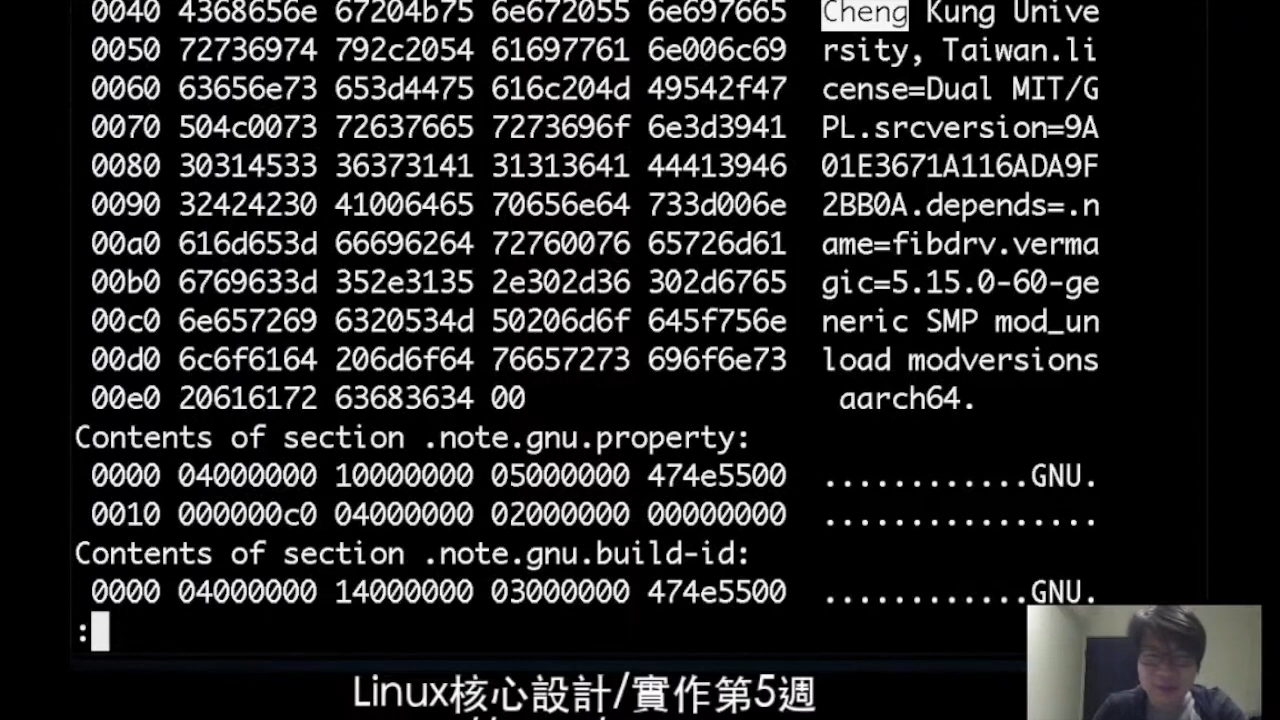 0040 4368656e 67204b75 6e672055 6e697665  Cheng Kung Unive
0050 72736974 792c2054 61697761 6e006c69  rsity, Taiwan.li
0060 63656e73 653d4475 616c204d 49542f47  cense=Dual MIT/G
0070 504c0073 72637665 7273696f 6e3d3941  PL.srcversion=9A
0080 30314533 36373141 31313641 44413946  01E3671A116ADA9F
0090 32424230 41006465 70656e64 733d006e  2BB0A.depends=.n
00a0 616d653d 66696264 72760076 65726d61  ame=fibdrv.verma
00b0 6769633d 352e3135 2e302d36 302d6765  gic=5.15.0-60-ge
00c0 6e657269 6320534d 50206d6f 645f756e  neric SMP mod_un
00d0 6c6f6164 206d6f64 76657273 696f6e73  load modversions
00e0 20616172 63683634 00  aarch64.
Contents of section .note.gnu.property:
0000 04000000 10000000 05000000 474e5500  ............GNU.
0010 000000c0 04000000 02000000 00000000  ................
Contents of section .note.gnu.build-id:
0000 04000000 14000000 03000000 474e5500  ............GNU.
:
Linux核心設計/實作第5週